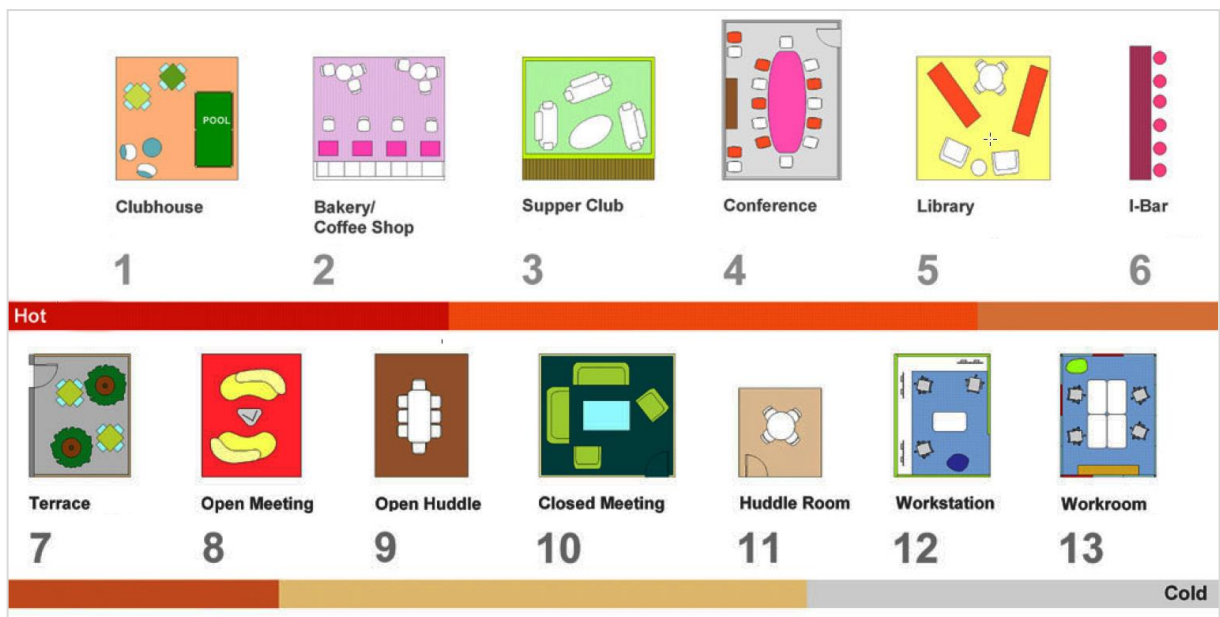 POOL
Clubhouse
Bakery/
Coffee Shop
Supper Club
Conference
Library
I-Bar
1
2
3
4
5
6
Hot
Terrace
Open Meeting
Open Huddle
Closed Meeting
Huddle Room
Workstation
Workroom
7
8
9
10
11
12
13
Cold